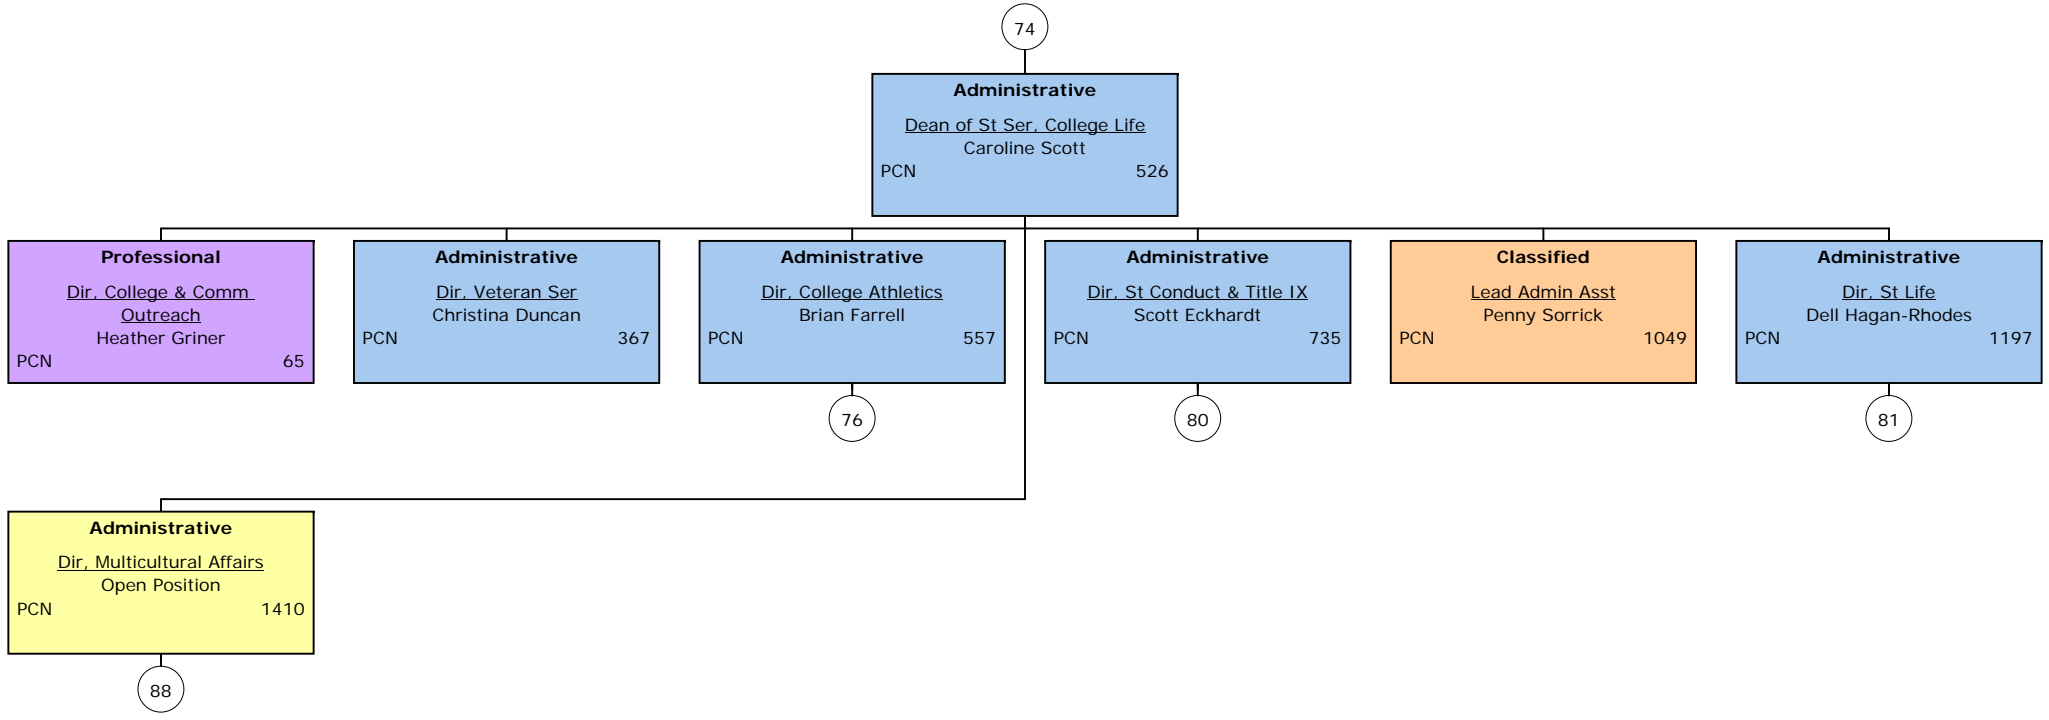 74
Administrative
Dean of St Ser, College Life
Caroline Scott
PCN 526
Professional
Dir, College & Comm
Outreach
Heather Griner
PCN 65
Administrative
Dir, Veteran Ser
Christina Duncan
PCN 367
Administrative
Dir, College Athletics
Brian Farrell
PCN 557
76
Administrative
Dir, St Conduct & Title IX
Scott Eckhardt
PCN 735
80
Classified
Lead Admin Asst
Penny Sorrick
PCN 1049
Administrative
Dir, St Life
Dell Hagan-Rhodes
PCN 1197
81
Administrative
Dir, Multicultural Affairs
Open Position
PCN 1410
88